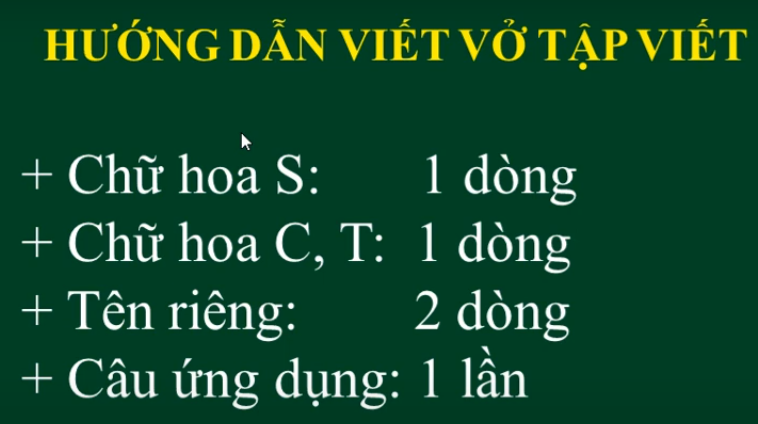 HƯỚNG DẪN VIẾT VỞ TẬP VIẾT
+ Chữ hoa S: 1 dòng
+ Chữ hoa C, T: 1 dòng
+ Tên riêng: 2 dòng
+ Câu ứng dụng: 1 lần